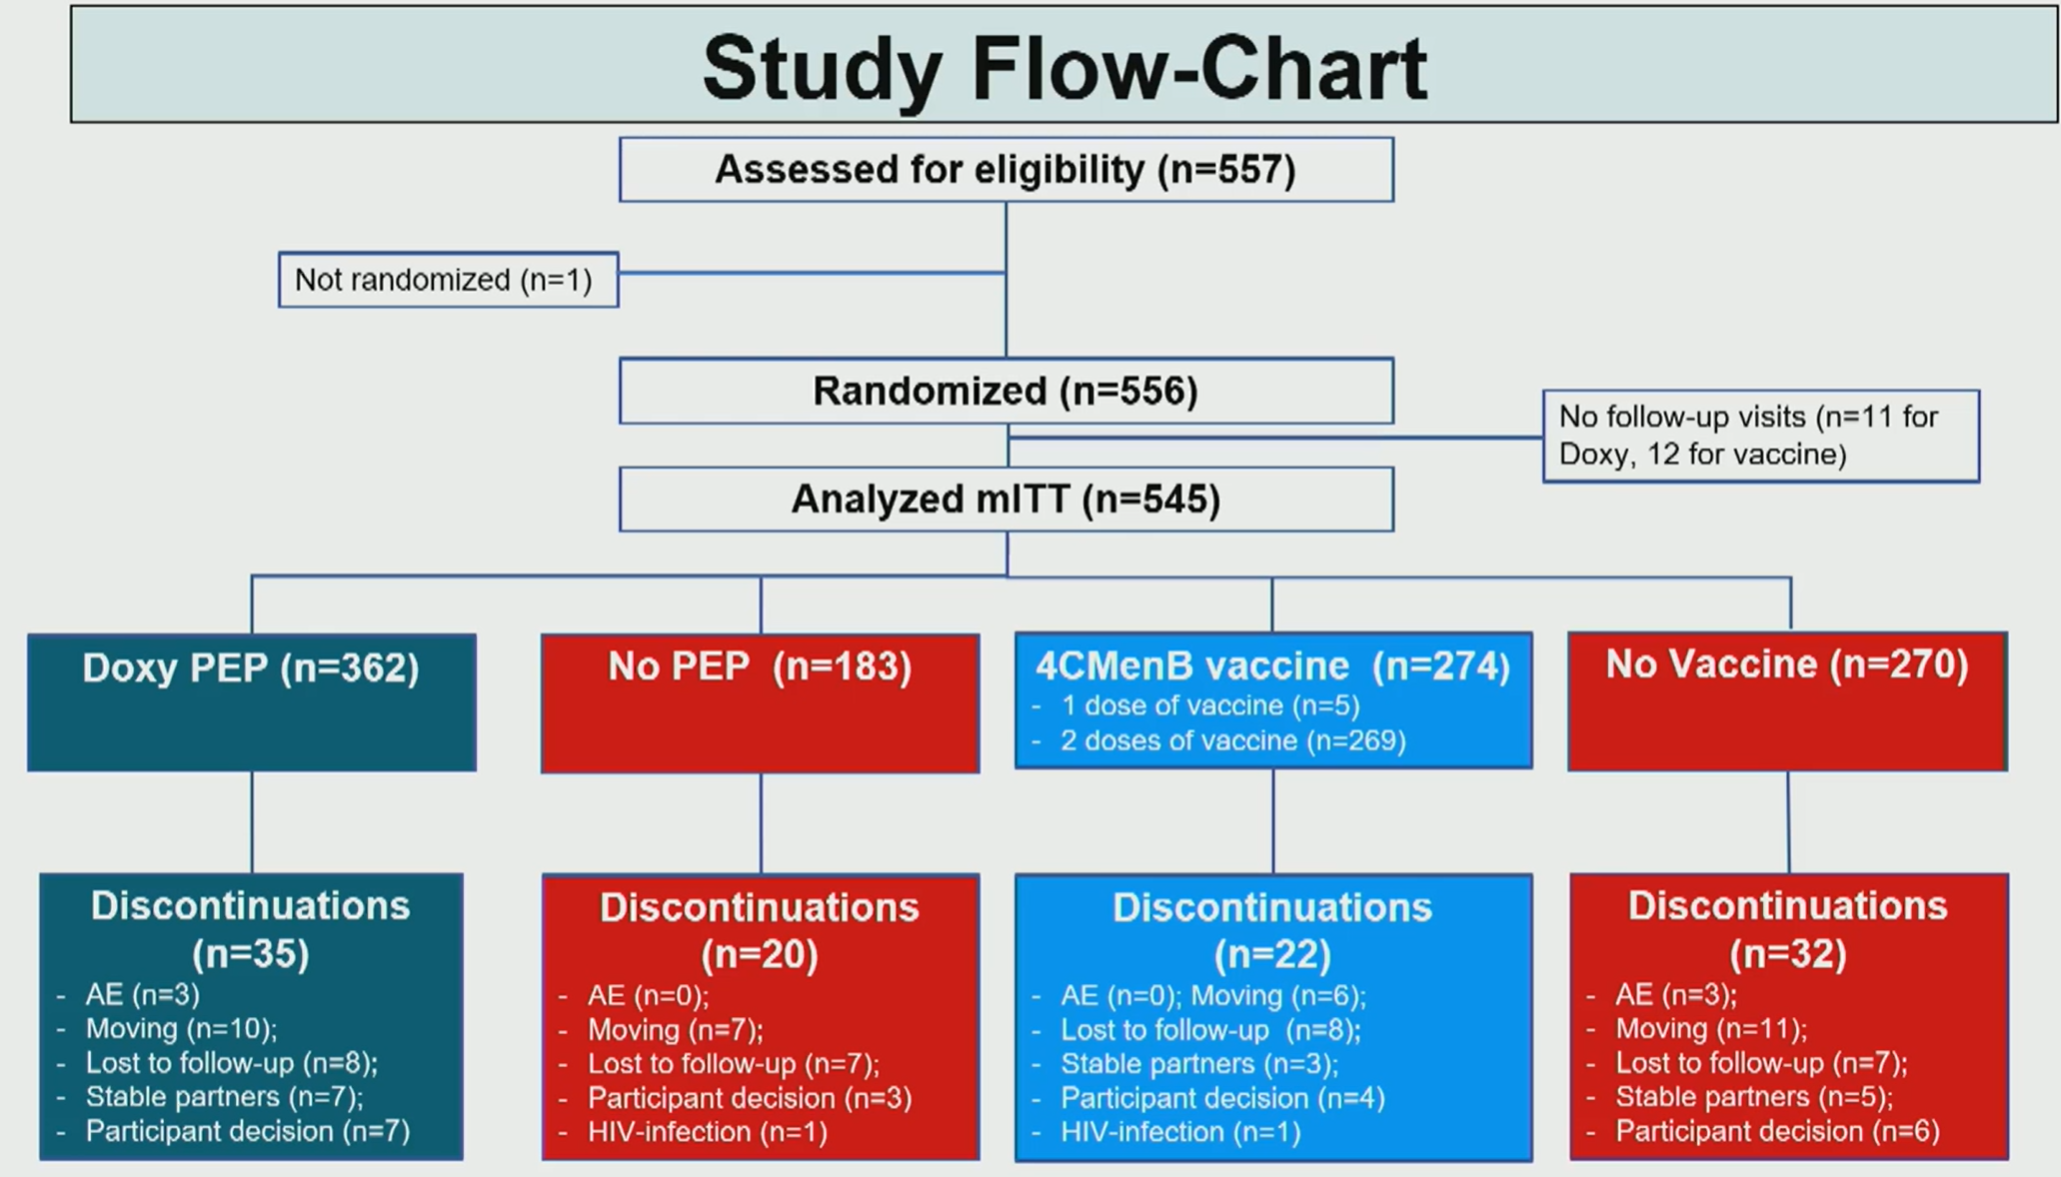 Study Flow-Chart
Assessed for eligibility (n=557)
Not randomized (n=1)
Randomized (n=556)
No follow-up visits (n=11 for
Doxy, 12 for vaccine)
Analyzed mITT (n=545)
Doxy PEP (n=362)
No PEP (n=183)
4CMenB vaccine (n=274)
- 1 dose of vaccine (n=5)
- 2 doses of vaccine (n=269)
No Vaccine (n=270)
Discontinuations
(n=35)
- AE (n=3)
- Moving (n=10);
- Lost to follow-up (n=8);
- Stable partners (n=7);
- Participant decision (n=7)
Discontinuations
(n=20)
- AE (n=0);
- Moving (n=7);
- Lost to follow-up (n=7);
- Participant decision (n=3)
- HIV-infection (n=1)
Discontinuations
(n=22)
- AE (n=0); Moving (n=6);
- Lost to follow-up (n=8);
- Stable partners (n=3);
- Participant decision (n=4)
- HIV-infection (n=1)
Discontinuations
(n=32)
- AE (n=3);
- Moving (n=11);
- Lost to follow-up (n=7);
- Stable partners (n=5);
- Participant decision (n=6)